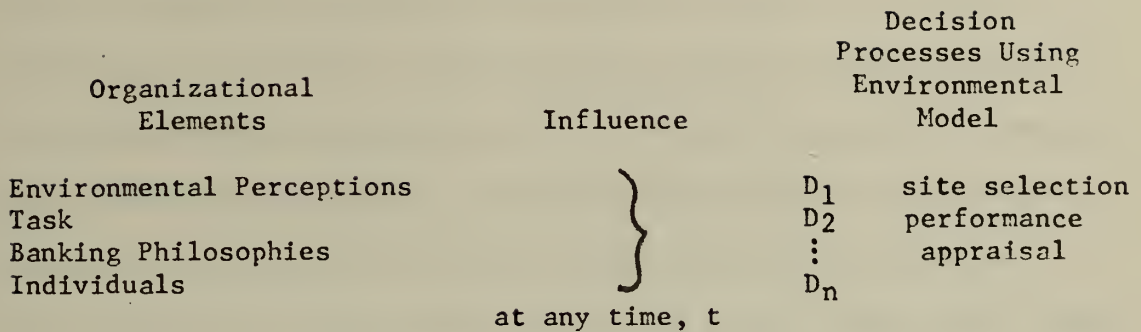 Decision
Processes Using
Organizational Environmental
Elements Influence Model
Environmental Perceptions D1 site selection
Task D2 performance
Banking Philosophies ⋮ appraisal
Individuals Dn
at any time, t